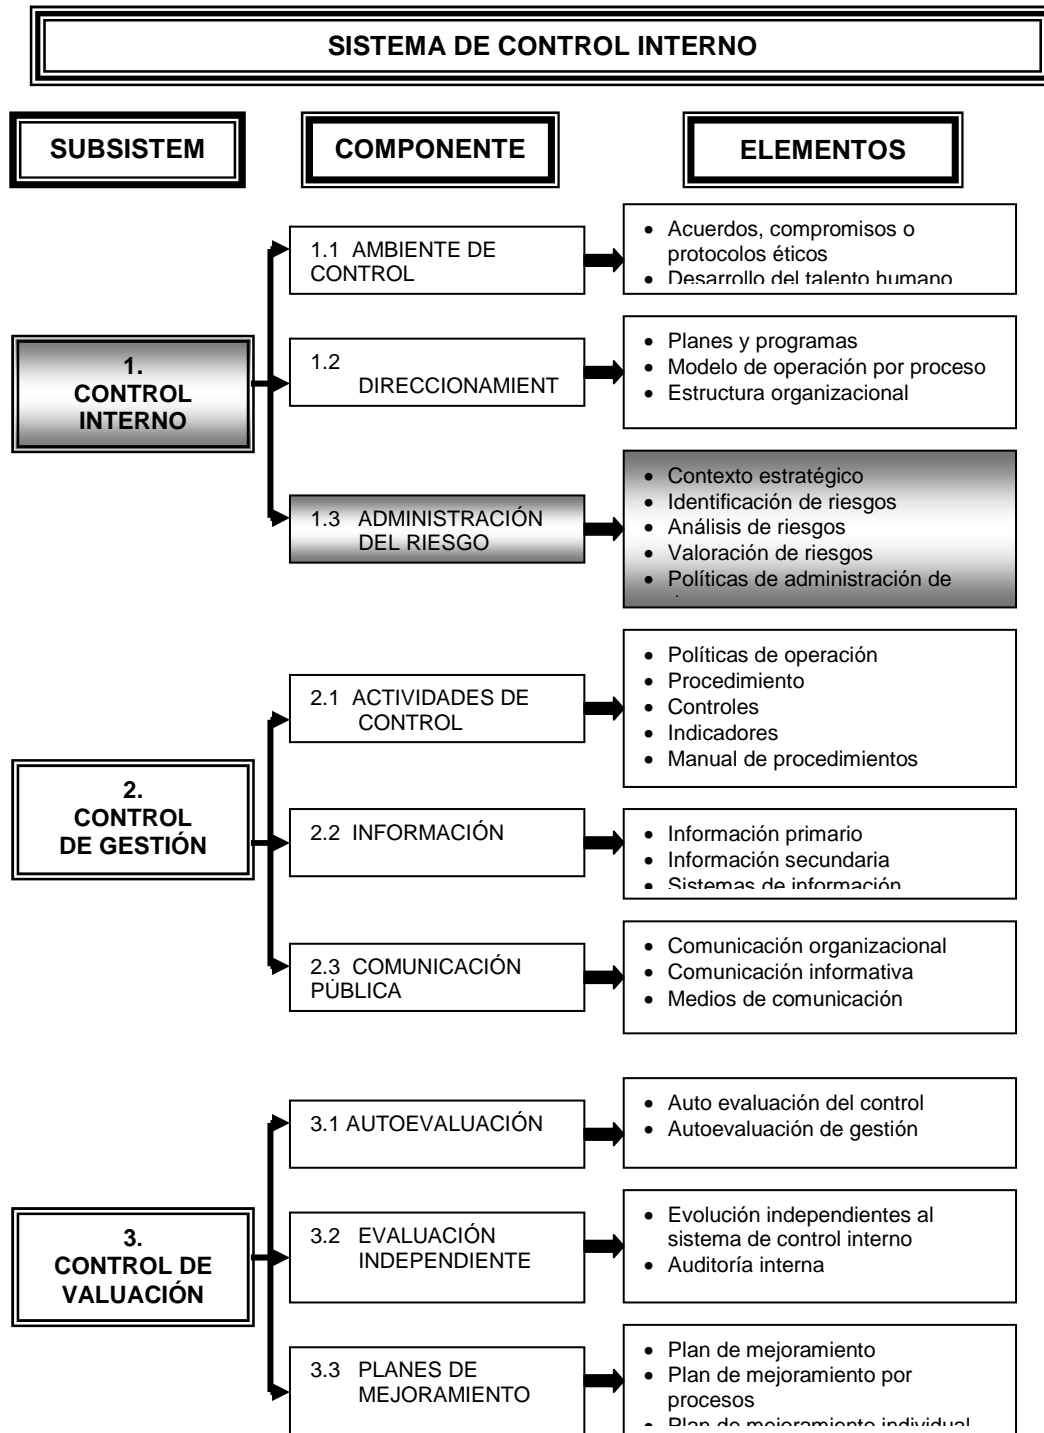 SISTEMA DE CONTROL INTERNO
SUBSISTEM
COMPONENTE
ELEMENTOS
1.
CONTROL
INTERNO
1.1 AMBIENTE DE
CONTROL
• Acuerdos, compromisos o
protocolos éticos
• Desarrollo del talento humano
1.2
DIRECCIONAMIENT
• Planes y programas
• Modelo de operación por proceso
• Estructura organizacional
1.3 ADMINISTRACIÓN
DEL RIESGO
• Contexto estratégico
• Identificación de riesgos
• Análisis de riesgos
• Valoración de riesgos
• Políticas de administración de
2.
CONTROL
DE GESTIÓN
2.1 ACTIVIDADES DE
CONTROL
• Políticas de operación
• Procedimiento
• Controles
• Indicadores
• Manual de procedimientos
2.2 INFORMACIÓN
• Información primario
• Información secundaria
• Sistemas de información
2.3 COMUNICACIÓN
PÚBLICA
• Comunicación organizacional
• Comunicación informativa
• Medios de comunicación
3.
CONTROL DE
VALUACIÓN
3.1 AUTOEVALUACIÓN
• Auto evaluación del control
• Autoevaluación de gestión
3.2 EVALUACIÓN
INDEPENDIENTE
• Evolución independientes al
sistema de control interno
• Auditoría interna
3.3 PLANES DE
MEJORAMIENTO
• Plan de mejoramiento
• Plan de mejoramiento por
procesos
• Plan de mejoramiento individual